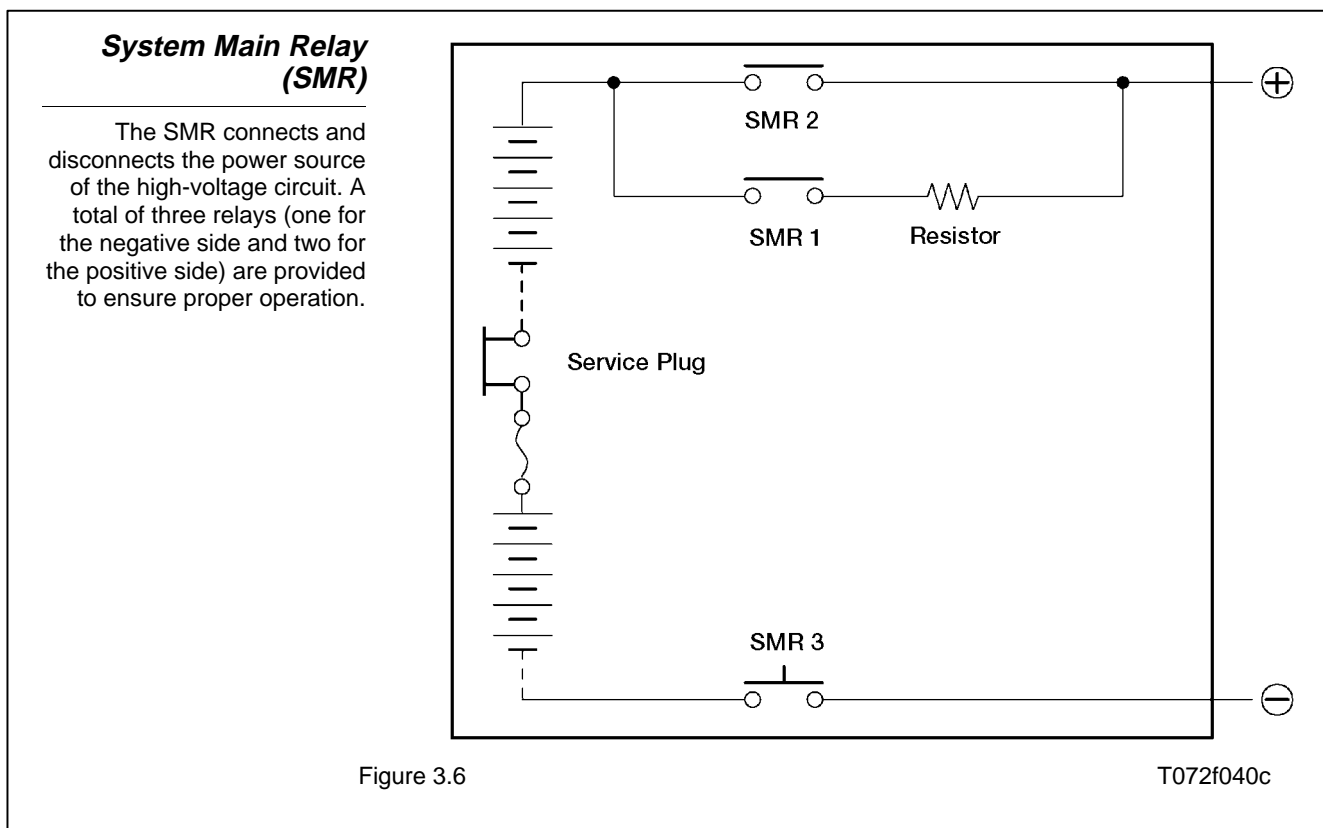 System Main Relay
(SMR)
The SMR connects and
disconnects the power source
of the high-voltage circuit. A
total of three relays (one for
the negative side and two for
the positive side) are provided
to ensure proper operation.
SMR 2
+
SMR 1
Resistor
Service Plug
SMR 3
−
Figure 3.6
T072f040c